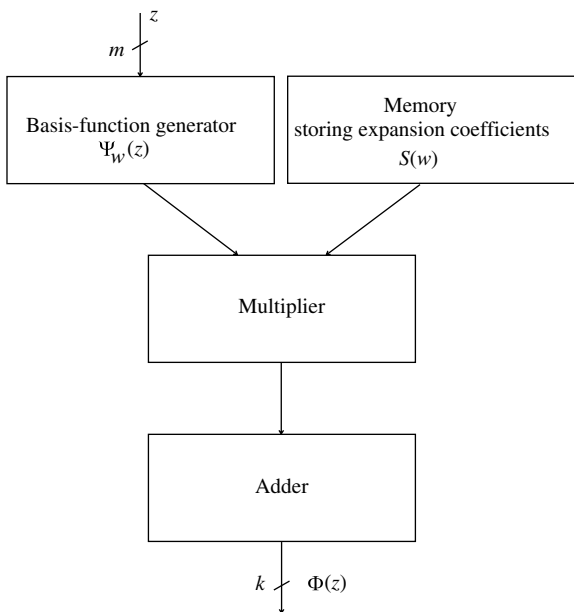 z
m
Basis-function generator
Ψw(z)
Memory
storing expansion coefficients
S(w)
Multiplier
Adder
k Φ(z)